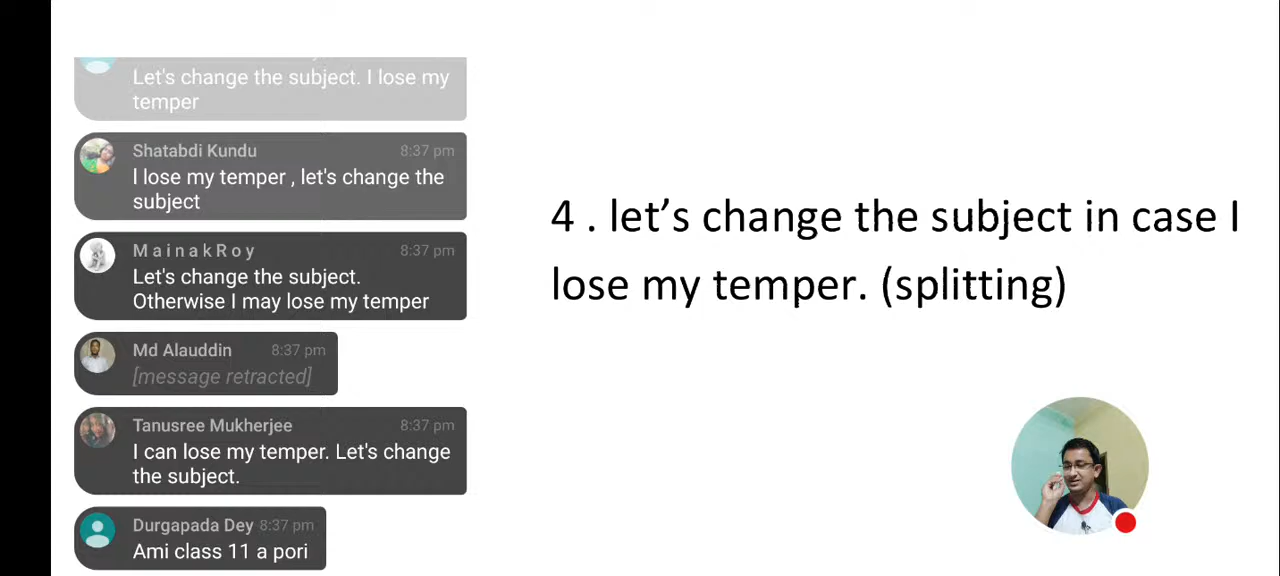 Let's change the subject. I lose my
temper
Shatabdi Kundu 8:37 pm
I lose my temper , let's change the
subject
M a i n a k R o y 8:37 pm
Let's change the subject.
Otherwise I may lose my temper
Md Alauddin 8:37 pm
[message retracted]
Tanusree Mukherjee 8:37 pm
I can lose my temper. Let's change
the subject.
Durgapada Dey 8:37 pm
Ami class 11 a pori
4 . let’s change the subject in case I
lose my temper. (splitting)